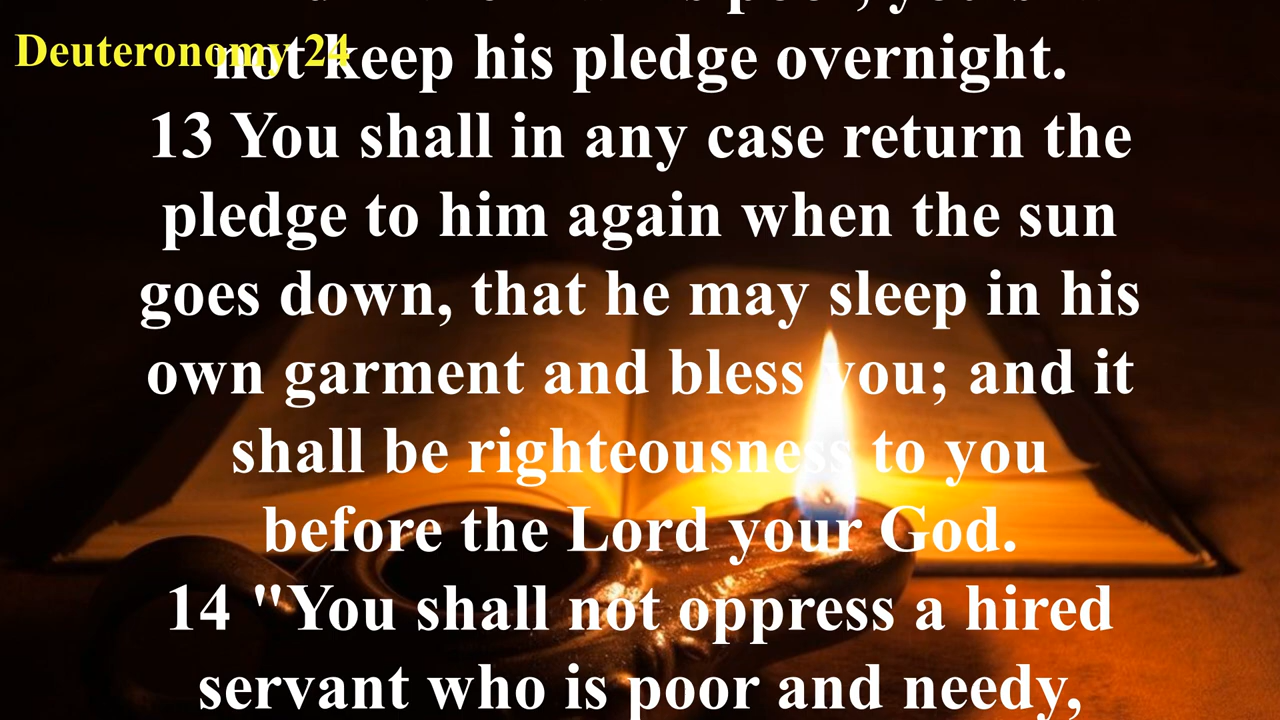 Deuteronomy 24
not keep his pledge overnight.
13 You shall in any case return the
pledge to him again when the sun
goes down, that he may sleep in his
own garment and bless you; and it
shall be righteousness to you
before the Lord your God.
14 "You shall not oppress a hired
servant who is poor and needy,